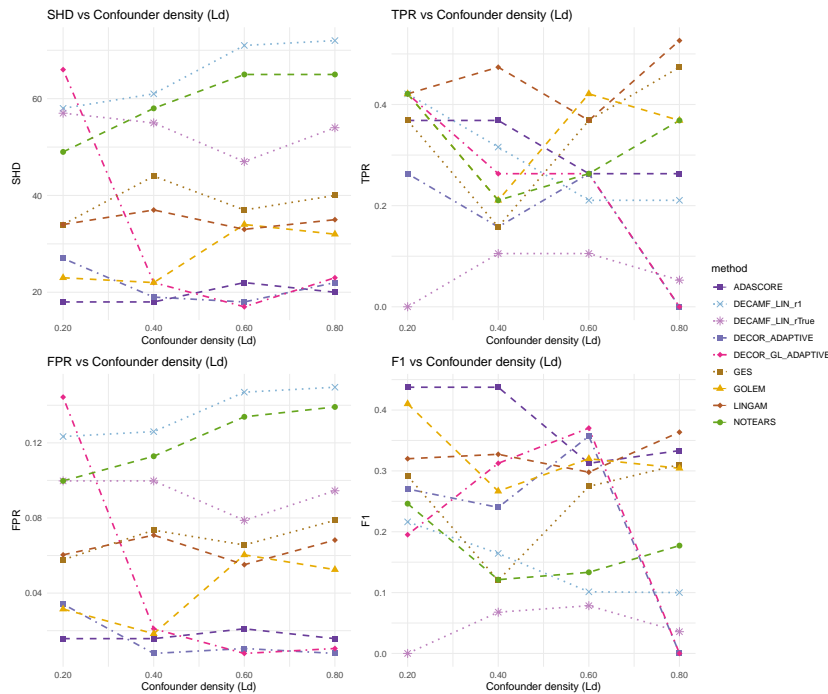 SHD vs Confounder density (Ld)
SHD
60
40
20
0.20 0.40 0.60 0.80
Confounder density (Ld)
TPR vs Confounder density (Ld)
TPR
0.4
0.2
0.0
0.20 0.40 0.60 0.80
Confounder density (Ld)
FPR vs Confounder density (Ld)
FPR
0.12
0.08
0.04
0.20 0.40 0.60 0.80
Confounder density (Ld)
F1 vs Confounder density (Ld)
F1
0.4
0.3
0.2
0.1
0.0
0.20 0.40 0.60 0.80
Confounder density (Ld)
method
ADASCORE
DECAMF_LIN_r1
DECAMF_LIN_rTrue
DECOR_ADAPTIVE
DECOR_GL_ADAPTIVE
GES
GOLEM
LINGAM
NOTEARS